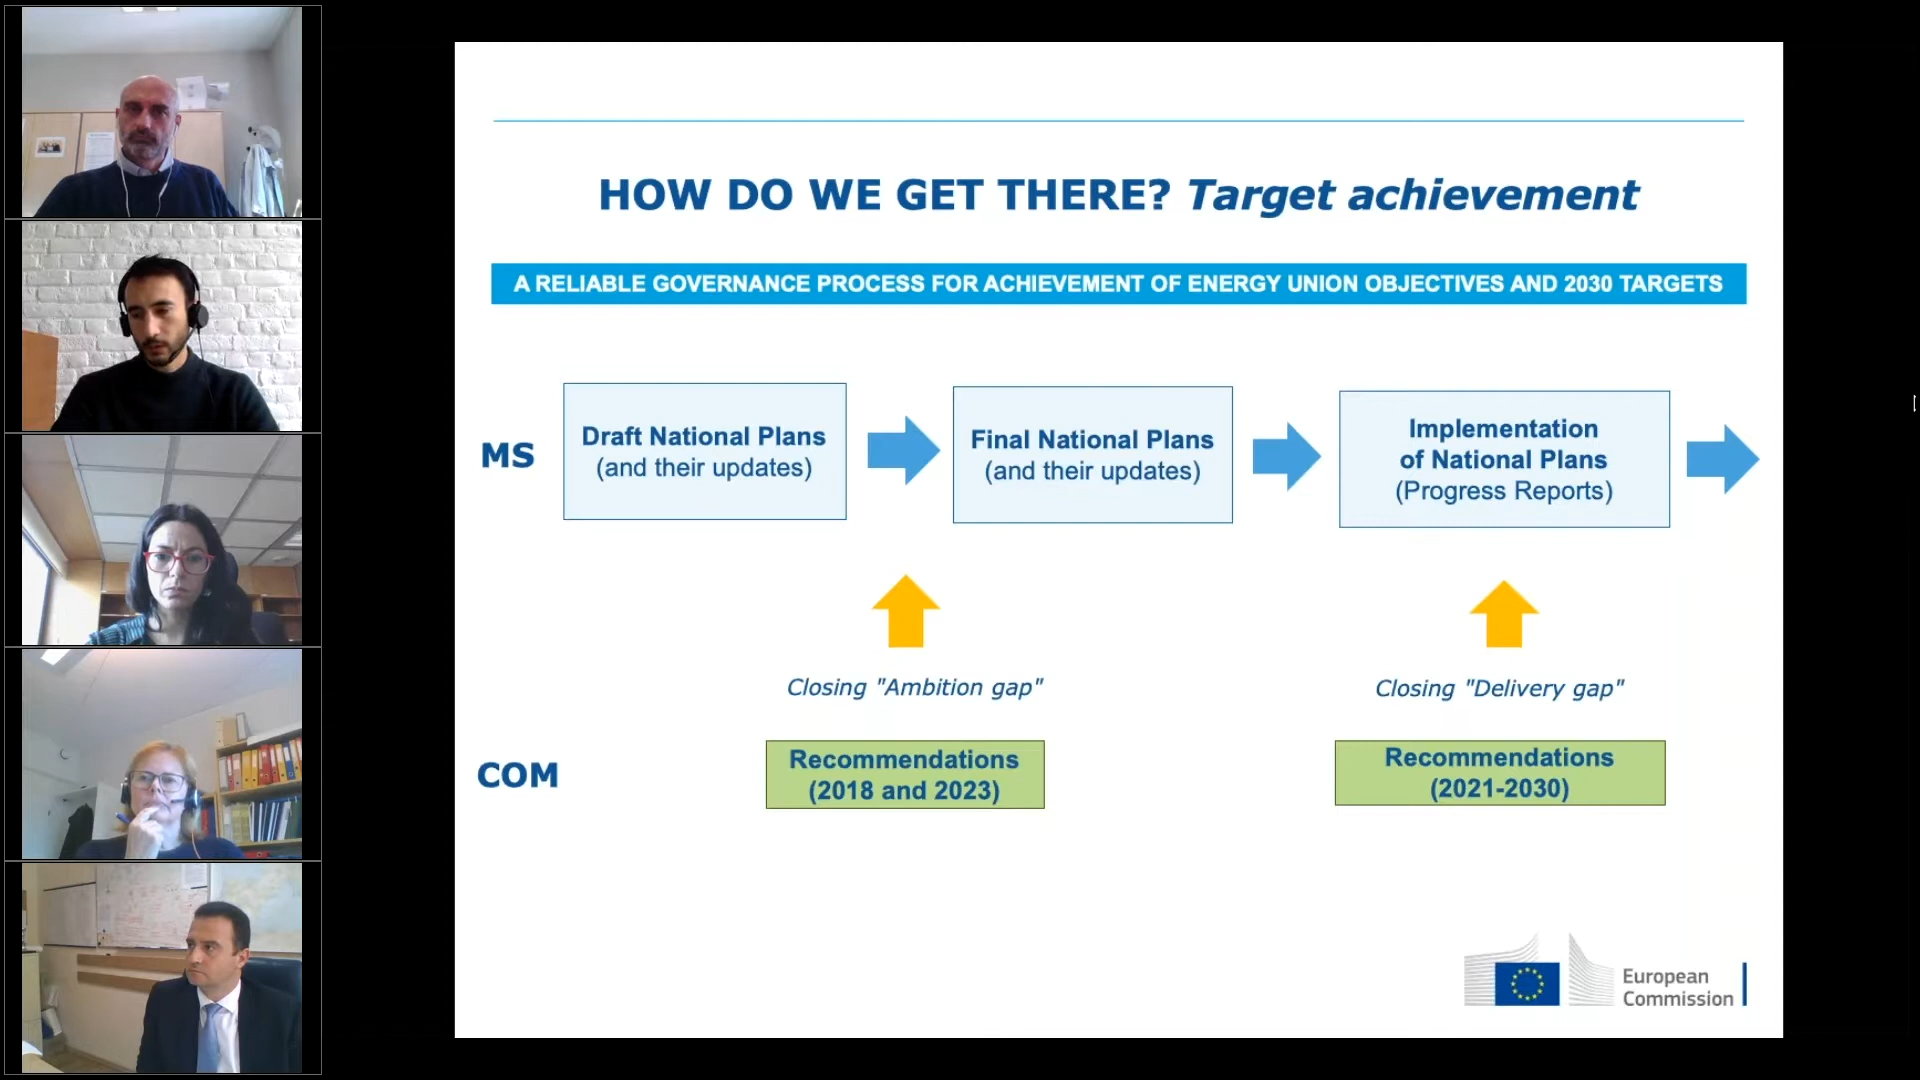 HOW DO WE GET THERE? Target achievement
A RELIABLE GOVERNANCE PROCESS FOR ACHIEVEMENT OF ENERGY UNION OBJECTIVES AND 2030 TARGETS
MS
Draft National Plans
(and their updates)
Final National Plans
(and their updates)
Implementation
of National Plans
(Progress Reports)
Closing "Ambition gap"
Closing "Delivery gap"
COM
Recommendations
(2018 and 2023)
Recommendations
(2021-2030)
European
Commission